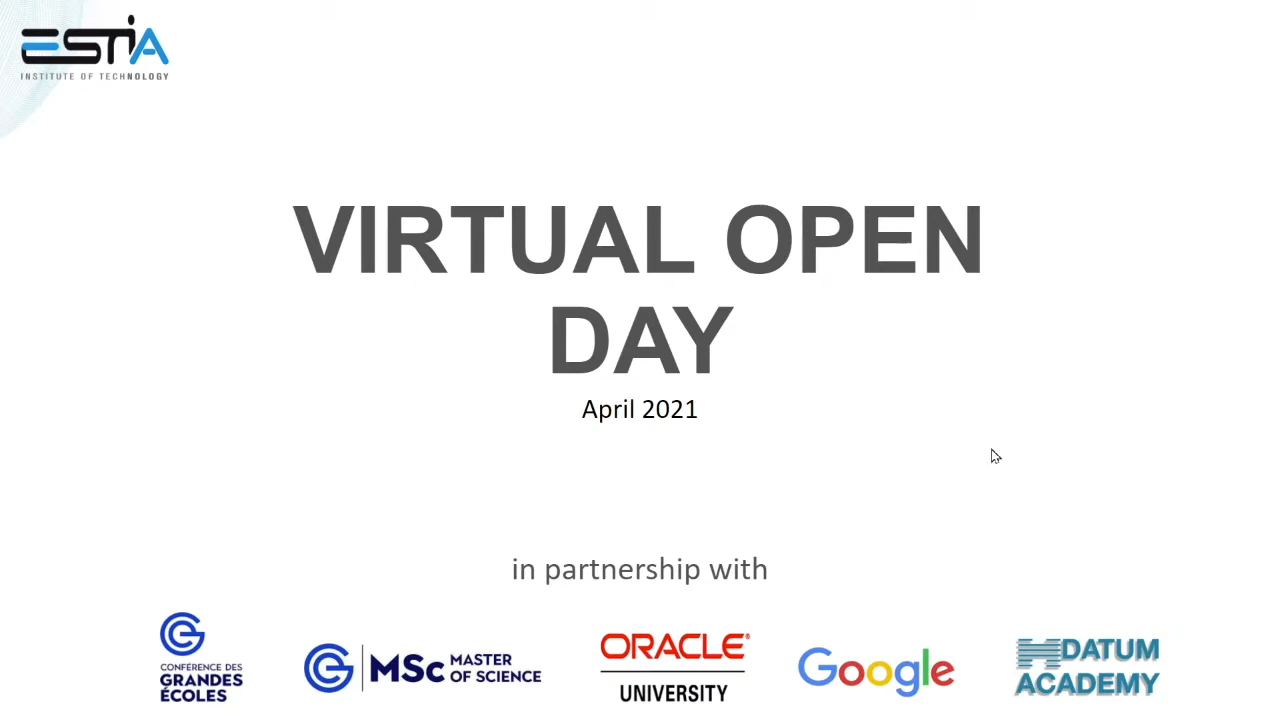 ESTIA
INSTITUTE OF TECHNOLOGY
VIRTUAL OPEN
DAY
April 2021
in partnership with
CONFÉRENCE DES
GRANDES
ÉCOLES
MSc MASTER
OF SCIENCE
ORACLE®
UNIVERSITY
Google
DATUM
ACADEMY